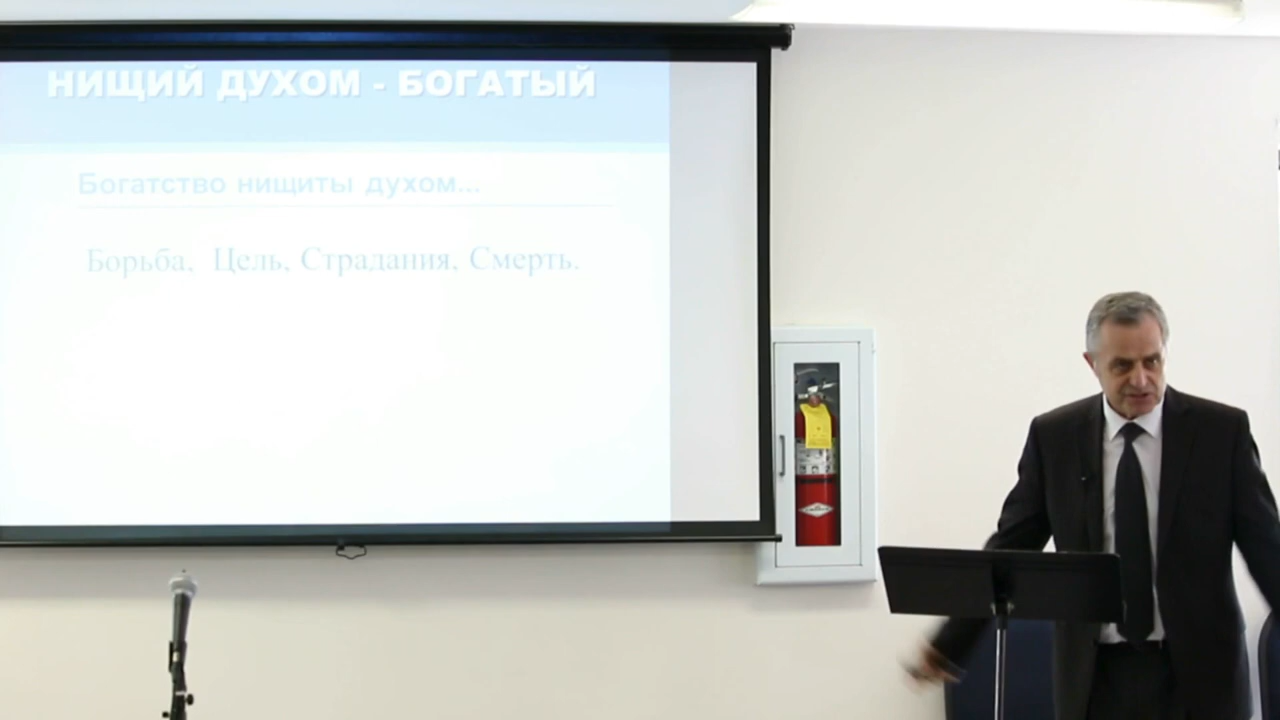 НИЩИЙ ДУХОМ - БОГАТЫЙ
Богатство нищиты духом...
Борьба, Цель, Страдания, Смерть.